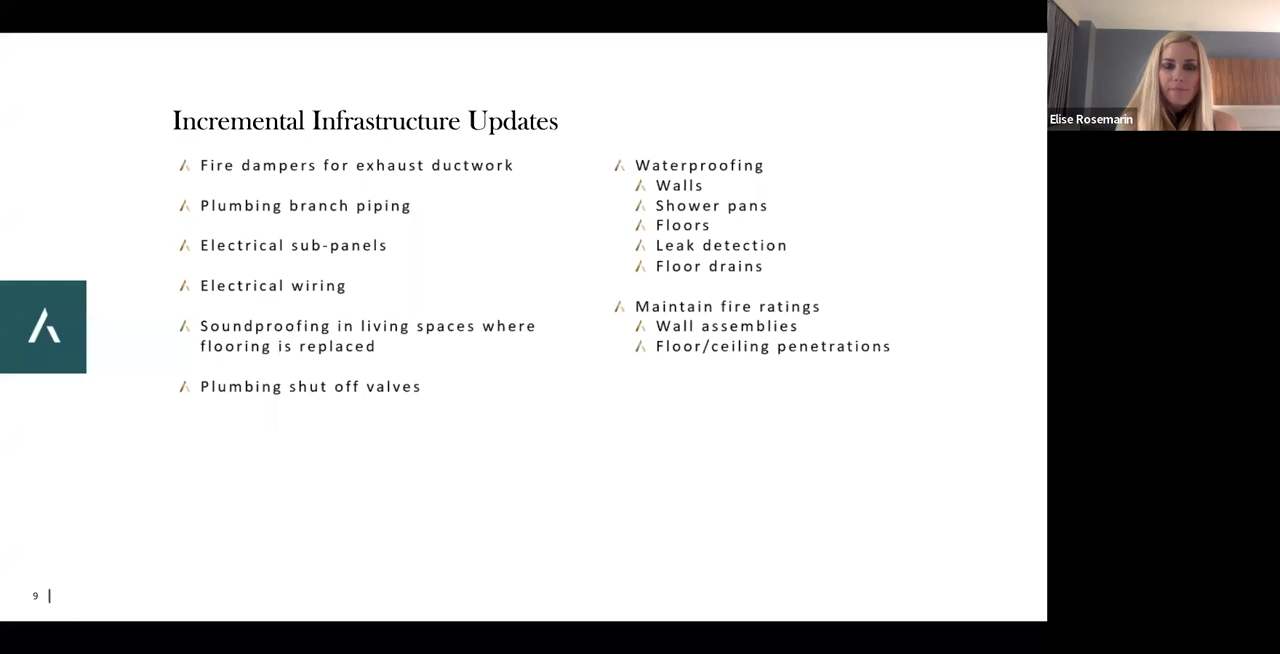 Elise Rosemarin
Incremental Infrastructure Updates
Fire dampers for exhaust ductwork
Plumbing branch piping
Electrical sub-panels
Electrical wiring
Soundproofing in living spaces where
flooring is replaced
Plumbing shut off valves
Waterproofing
Walls
Shower pans
Floors
Leak detection
Floor drains
Maintain fire ratings
Wall assemblies
Floor/ceiling penetrations
9